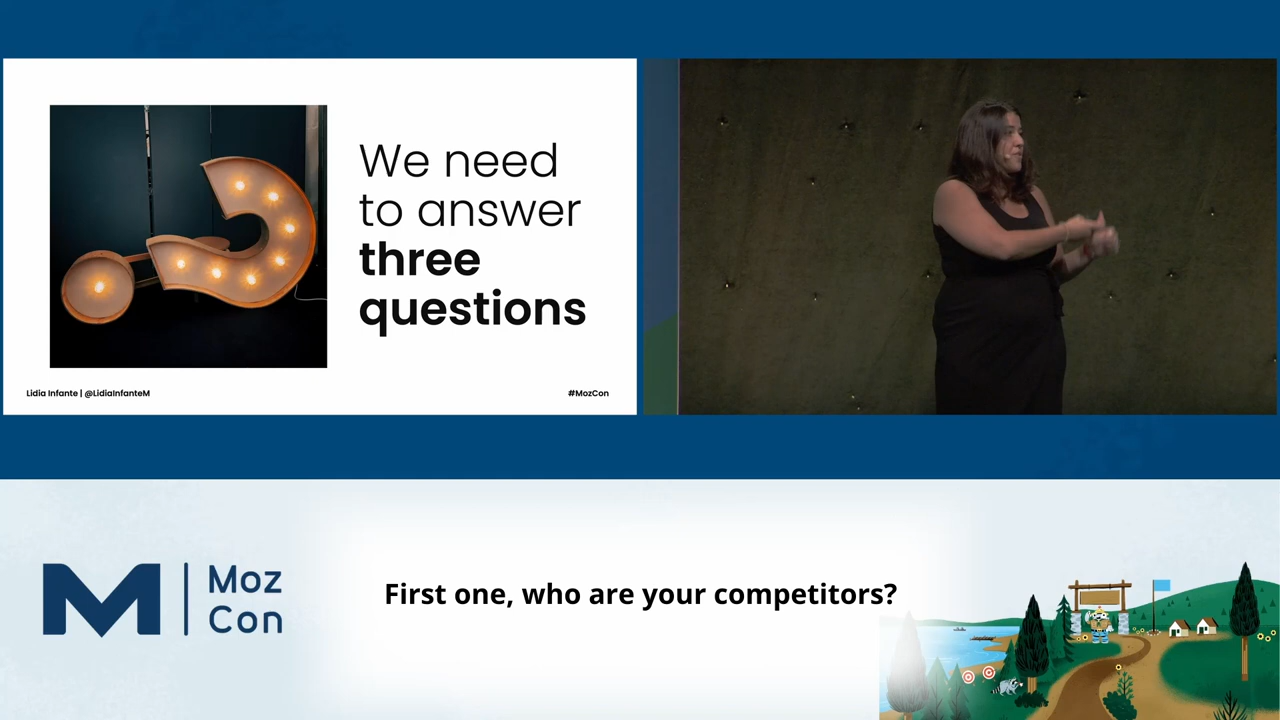 We need
to answer
three
questions
Lidia Infante | @LidiaInfanteM
#MozCon
M
Moz
Con
First one, who are your competitors?